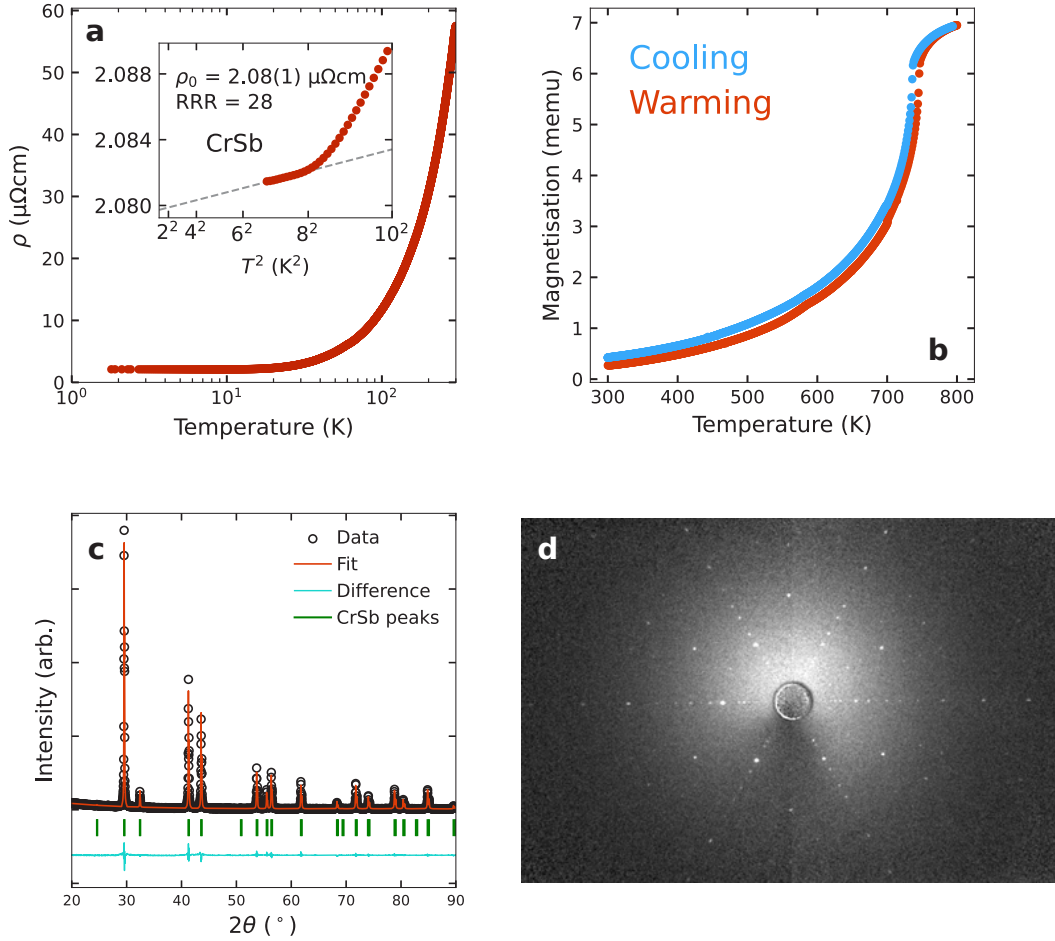 a
60
50
40
30
20
10
0
ρ (μΩcm)
2.088
2.084
2.080
ρ₀ = 2.08(1) μΩcm
RRR = 28
CrSb
2² 4² 6² 8² 10²
T² (K²)
10⁰ 10¹ 10²
Temperature (K)
7
6
5
4
3
2
1
0
Magnetisation (memu)
Cooling
Warming
b
300 400 500 600 700 800
Temperature (K)
c
Data
Fit
Difference
CrSb peaks
Intensity (arb.)
20 30 40 50 60 70 80 90
2θ (°)
d